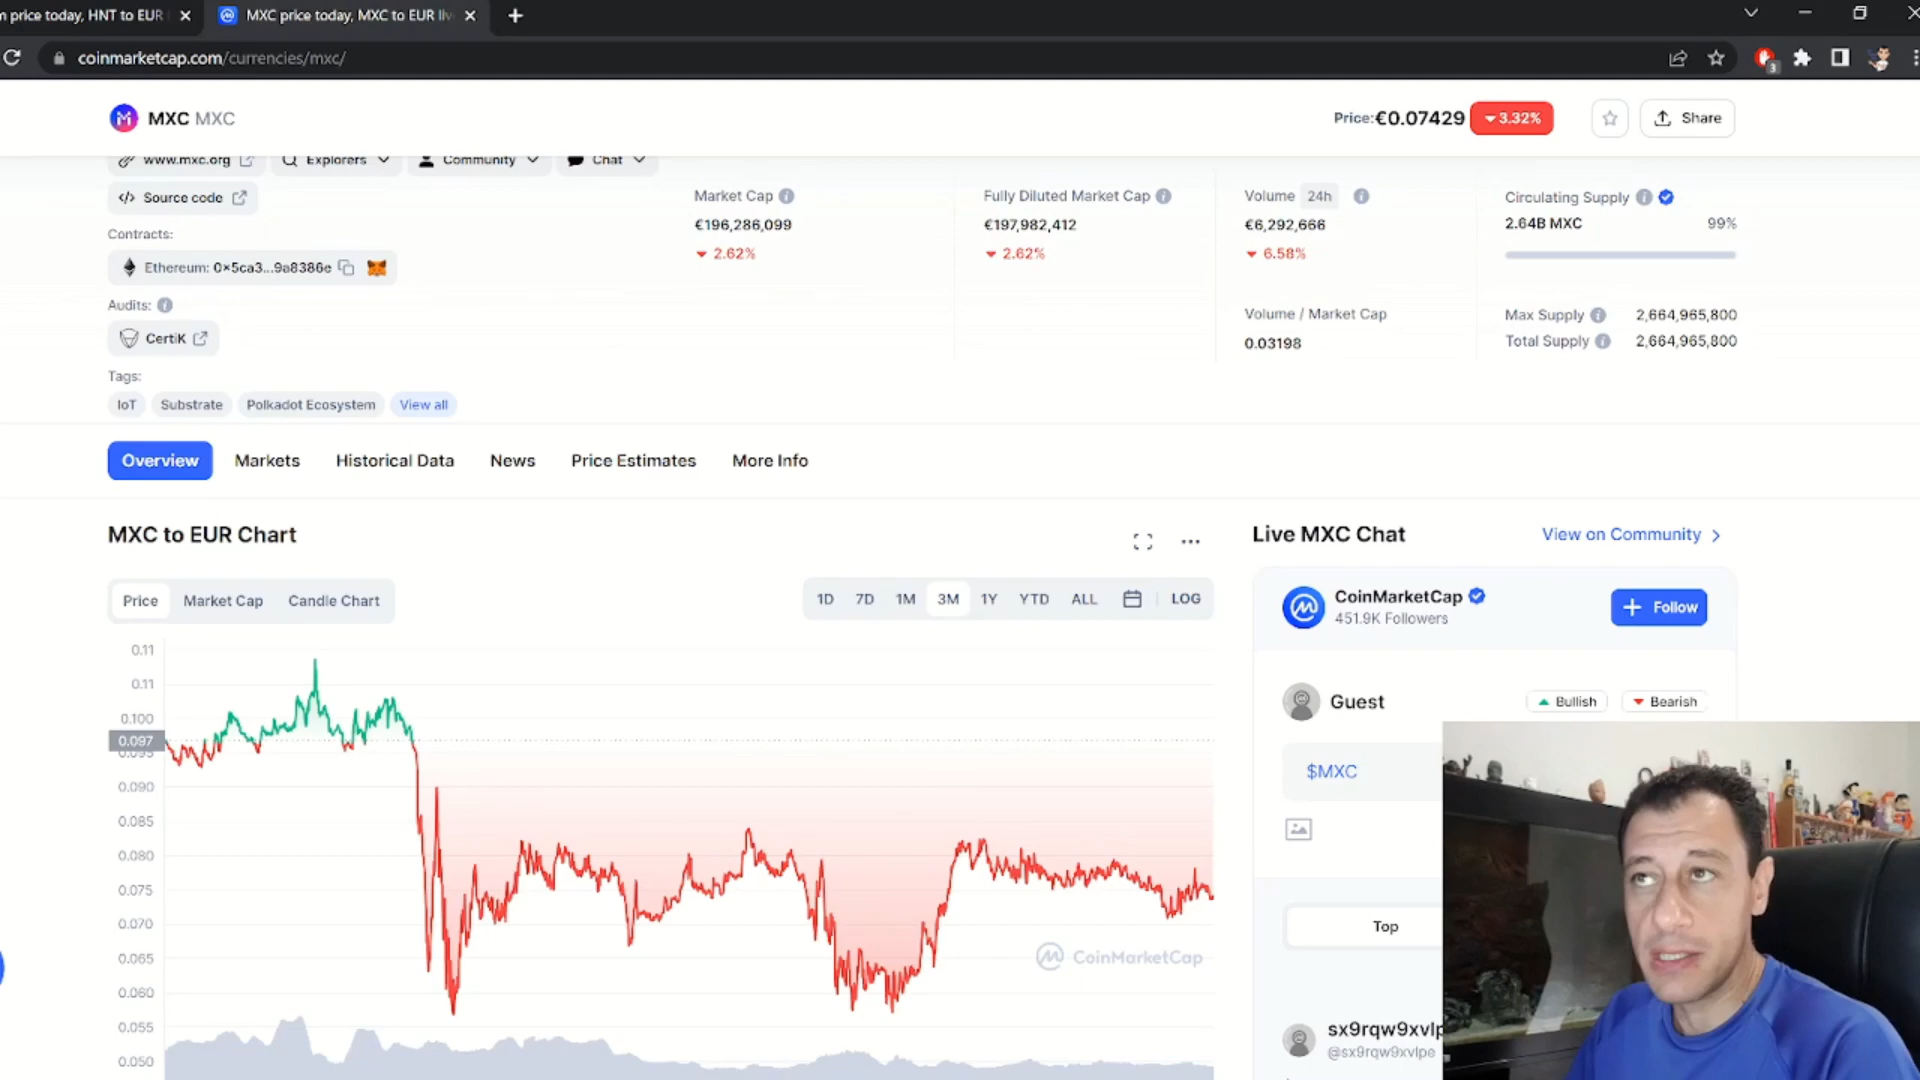 n price today, HNT to EUR
MXC price today, MXC to EUR liv
coinmarketcap.com/currencies/mxc/
3
MXC MXC
Price:€0.07429
3.32%
Share
www.mxc.org
Explorers
Community
Chat
Source code
Contracts:
Ethereum: 0x5ca3...9a8386e
Audits:
CertiK
Tags:
IoT
Substrate
Polkadot Ecosystem
View all
Market Cap
€196,286,099
2.62%
Fully Diluted Market Cap
€197,982,412
2.62%
Volume 24h
€6,292,666
6.58%
Volume / Market Cap
0.03198
Circulating Supply
2.64B MXC
99%
Max Supply
2,664,965,800
Total Supply
2,664,965,800
Overview
Markets
Historical Data
News
Price Estimates
More Info
MXC to EUR Chart
Price
Market Cap
Candle Chart
1D
7D
1M
3M
1Y
YTD
ALL
LOG
0.11
0.11
0.100
0.097
0.095
0.090
0.085
0.080
0.075
0.070
0.065
0.060
0.055
0.050
CoinMarketCap
Live MXC Chat
View on Community
CoinMarketCap
451.9K Followers
Follow
Guest
Bullish
Bearish
$MXC
Top
sx9rqw9xvlp
@sx9rqw9xvlpe